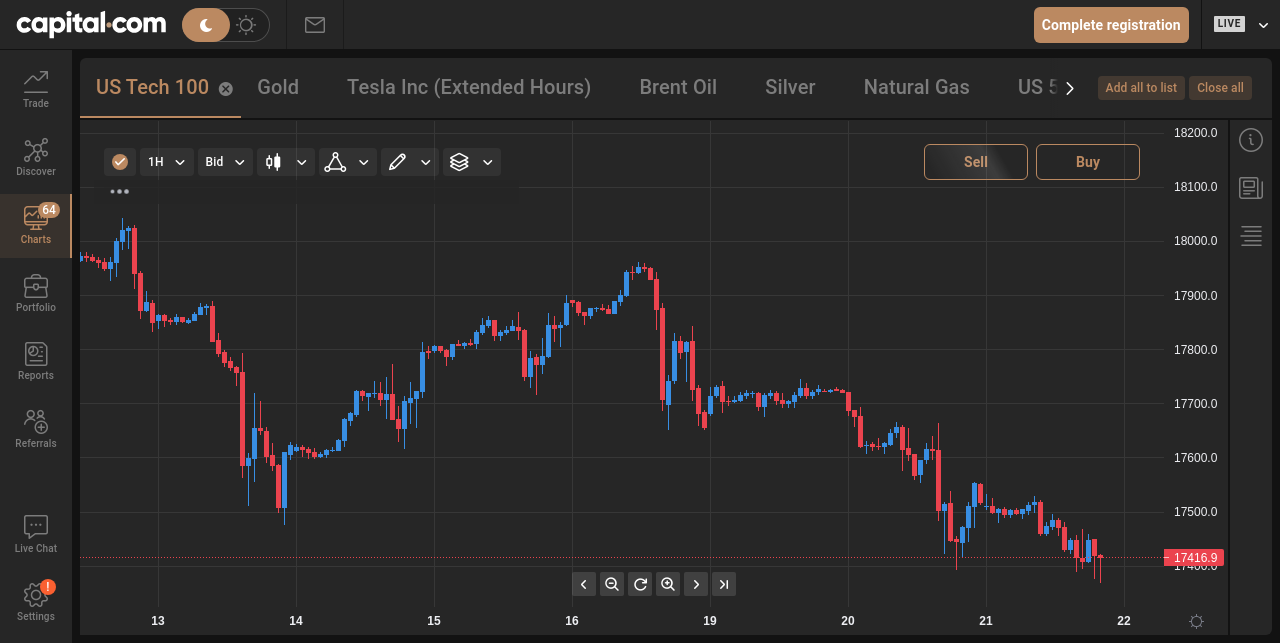 capital.com
Complete registration
LIVE
Trade
Discover
64
Charts
Portfolio
Reports
Referrals
Live Chat
!
Settings
US Tech 100
Gold
Tesla Inc (Extended Hours)
Brent Oil
Silver
Natural Gas
US
Add all to list
Close all
1H
Bid
Sell
Buy
18200.0
18100.0
18000.0
17900.0
17800.0
17700.0
17600.0
17500.0
17416.9
17400.0
13
14
15
16
19
20
21
22